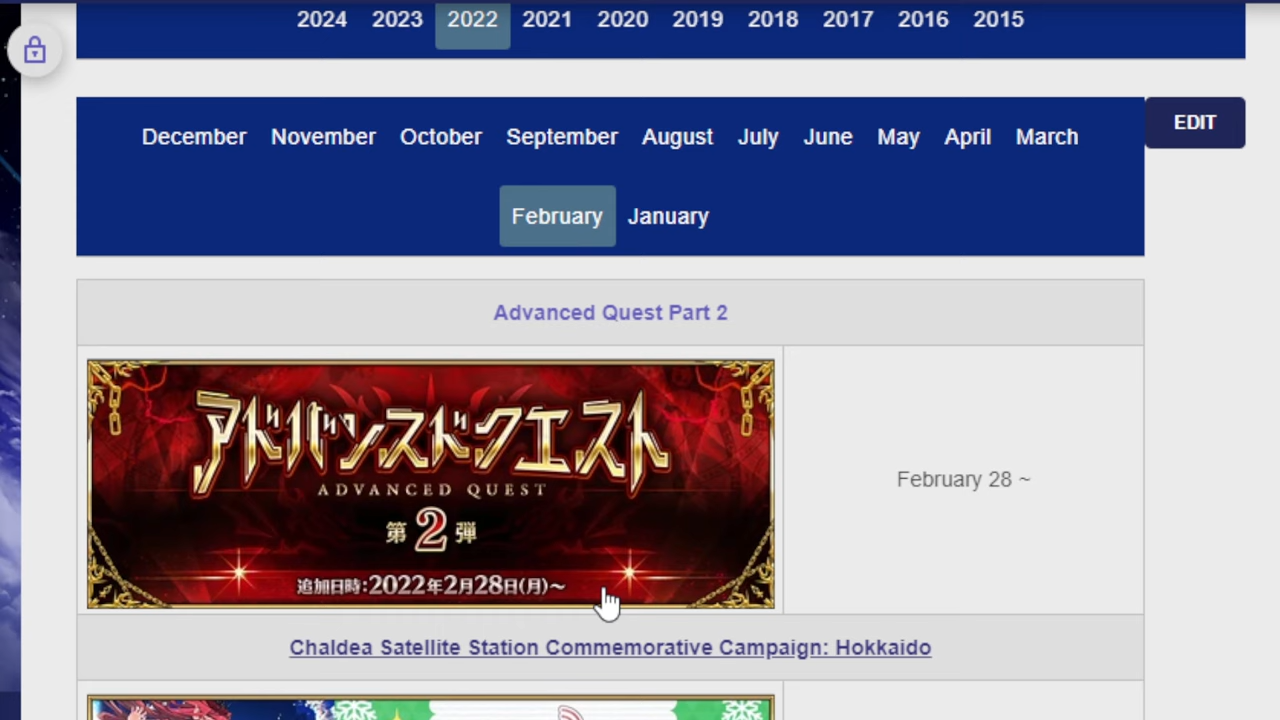 2024 2023 2022 2021 2020 2019 2018 2017 2016 2015
December November October September August July June May April March
EDIT
February January
Advanced Quest Part 2
アドバンスドクエスト
ADVANCED QUEST
第2弾
追加日時:2022年2月28日(月)~
February 28 ~
Chaldea Satellite Station Commemorative Campaign: Hokkaido